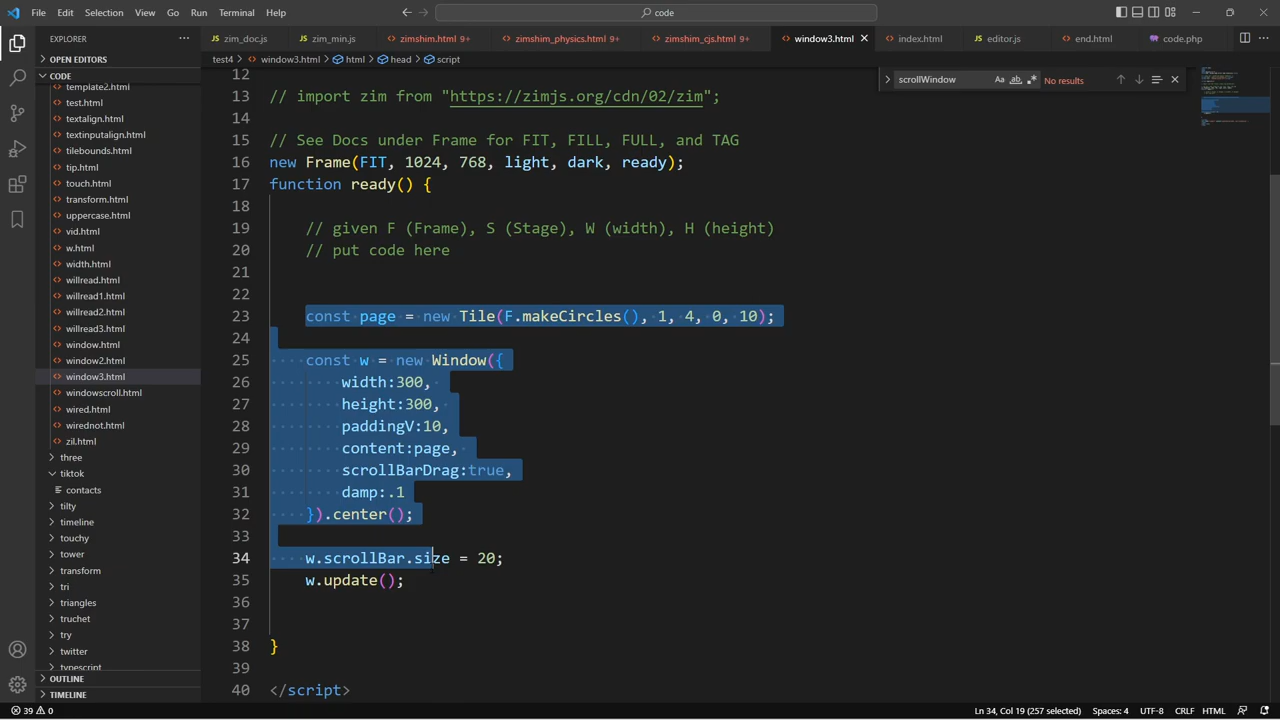 File Edit Selection View Go Run Terminal Help
code
EXPLORER
zim_doc.js
zim_min.js
zimshim.html 9+
zimshim_physics.html 9+
zimshim_cjs.html 9+
window3.html
index.html
editor.js
end.html
code.php
OPEN EDITORS
test4 > window3.html > html > head > script
CODE
scrollWindow
Aa
ab
No results
template2.html
test.html
textalign.html
textinputalign.html
tilebounds.html
tip.html
touch.html
transform.html
uppercase.html
vid.html
w.html
width.html
willread.html
willread1.html
willread2.html
willread3.html
window.html
window2.html
window3.html
windowscroll.html
wired.html
wirednot.html
zil.html
three
tiktok
contacts
tilty
timeline
touchy
tower
transform
tri
triangles
truchet
try
twitter
typescript
OUTLINE
TIMELINE
12
13 // import zim from "https://zimjs.org/cdn/02/zim";
14
15 // See Docs under Frame for FIT, FILL, FULL, and TAG
16 new Frame(FIT, 1024, 768, light, dark, ready);
17 function ready() {
18
19 // given F (Frame), S (Stage), W (width), H (height)
20 // put code here
21
22
23 const page = new Tile(F.makeCircles(), 1, 4, 0, 10);
24
25 const w = new Window({
26 width:300,
27 height:300,
28 paddingV:10,
29 content:page,
30 scrollBarDrag:true,
31 damp:.1
32 }).center();
33
34 w.scrollBar.size = 20;
35 w.update();
36
37
38 }
39
40 </script>
39 0
Ln 34, Col 19 (257 selected)
Spaces: 4
UTF-8
CRLF
HTML